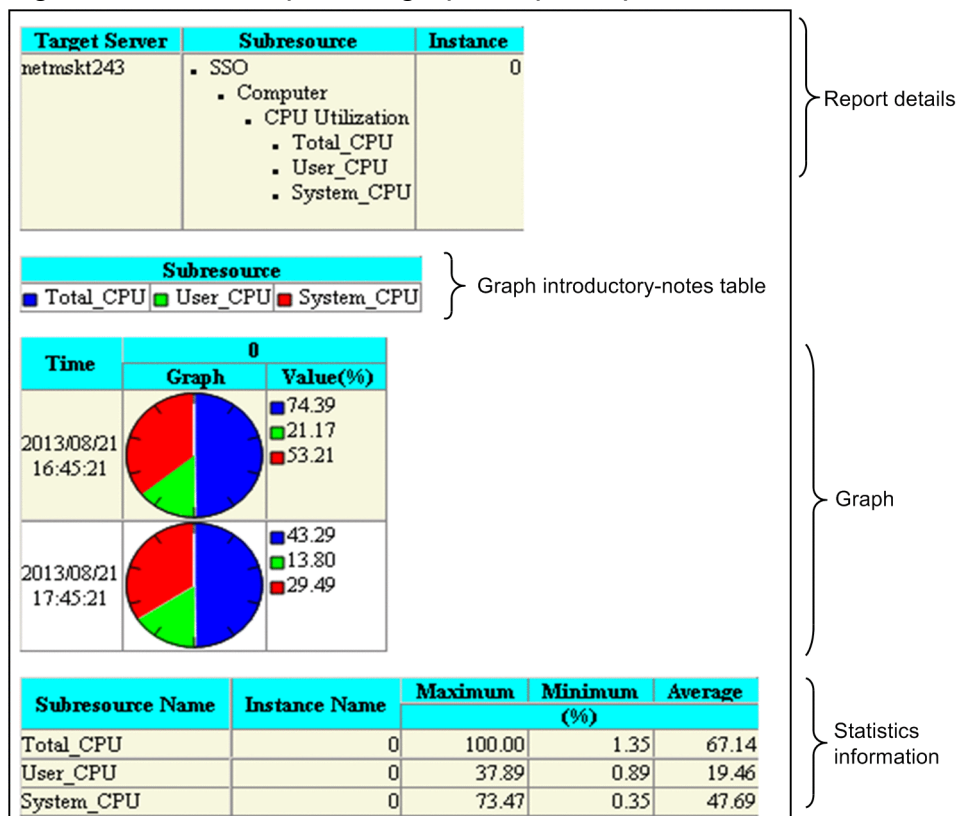 Target Server Subresource Instance
netmskt243 SSO 0
Computer
CPU Utilization
Total_CPU
User_CPU
System_CPU
Report details
Subresource
Total_CPU User_CPU System_CPU
Graph introductory-notes table
Time 0
Graph Value(%)
2013/08/21
16:45:21
74.39
21.17
53.21
2013/08/21
17:45:21
43.29
13.80
29.49
Graph
Subresource Name Instance Name Maximum Minimum Average
(%)
Total_CPU 0 100.00 1.35 67.14
User_CPU 0 37.89 0.89 19.46
System_CPU 0 73.47 0.35 47.69
Statistics
information